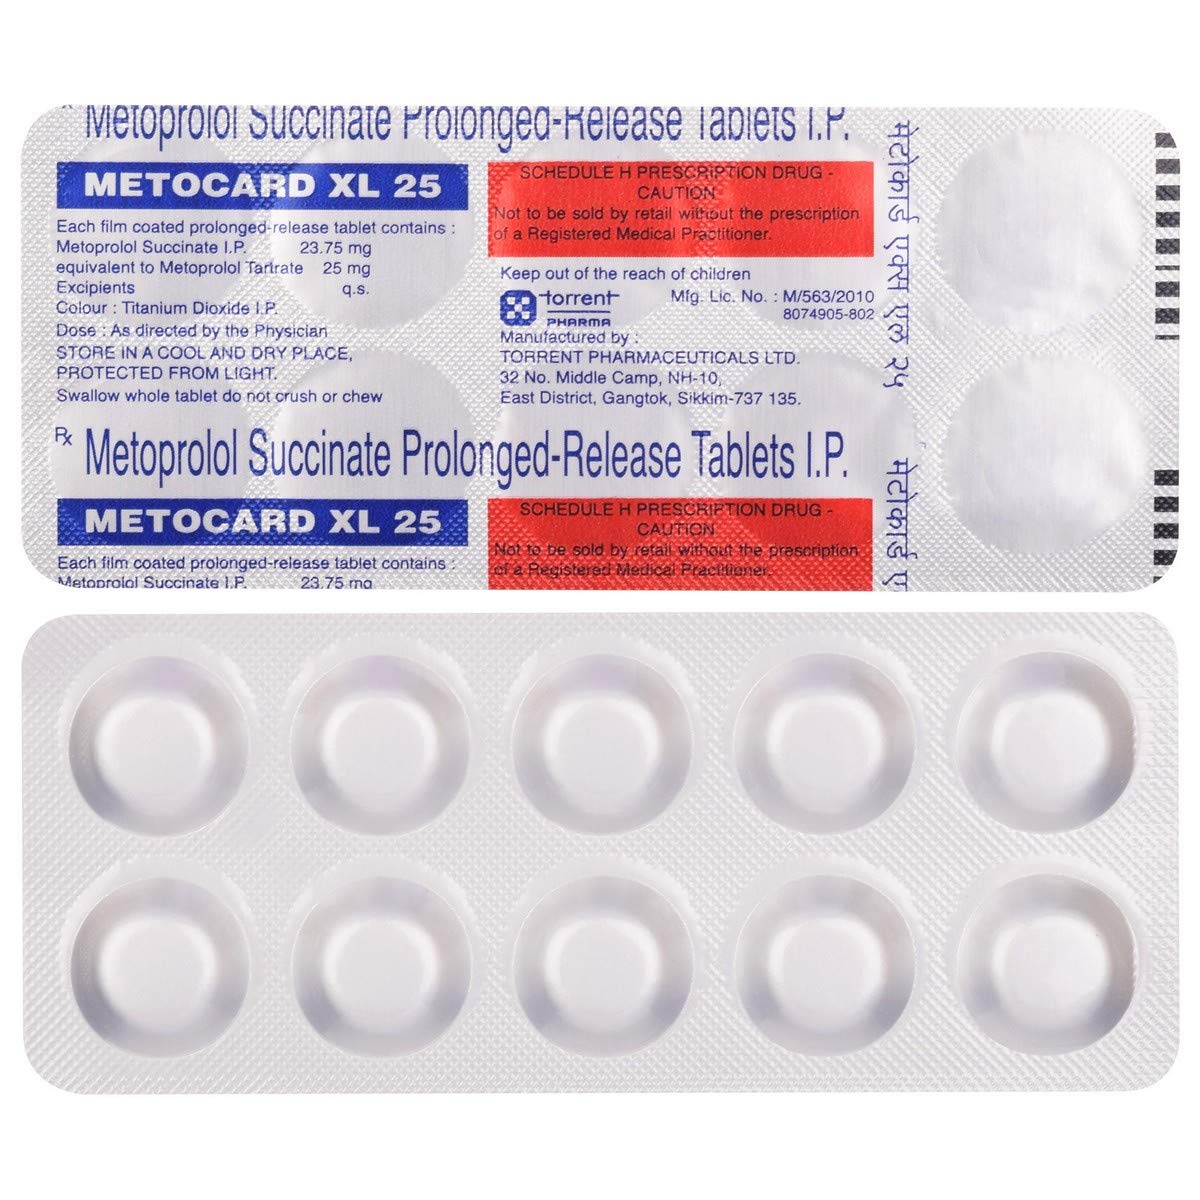 Metoprolol Succinate Prolonged-Release Tablets I.P.
METOCARD XL 25
Each film coated prolonged-release tablet contains :
Metoprolol Succinate I.P. 23.75 mg
equivalent to Metoprolol Tartrate 25 mg
Excipients q.s.
Colour : Titanium Dioxide I.P.
Dose : As directed by the Physician
STORE IN A COOL AND DRY PLACE,
PROTECTED FROM LIGHT.
Swallow whole tablet do not crush or chew
SCHEDULE H PRESCRIPTION DRUG -
CAUTION
Not to be sold by retail without the prescription
of a Registered Medical Practitioner.
Keep out of the reach of children
torrent
PHARMA
Mfg. Lic. No. : M/563/2010
8074905-802
Manufactured by :
TORRENT PHARMACEUTICALS LTD.
32 No. Middle Camp, NH-10,
East District, Gangtok, Sikkim-737 135.
मेटोकार्ड एक्स एल २५
Rx Metoprolol Succinate Prolonged-Release Tablets I.P.
METOCARD XL 25
Each film coated prolonged-release tablet contains :
Metoprolol Succinate I.P. 23.75 mg
SCHEDULE H PRESCRIPTION DRUG -
CAUTION
Not to be sold by retail without the prescription
of a Registered Medical Practitioner.
मेटोकार्ड ए